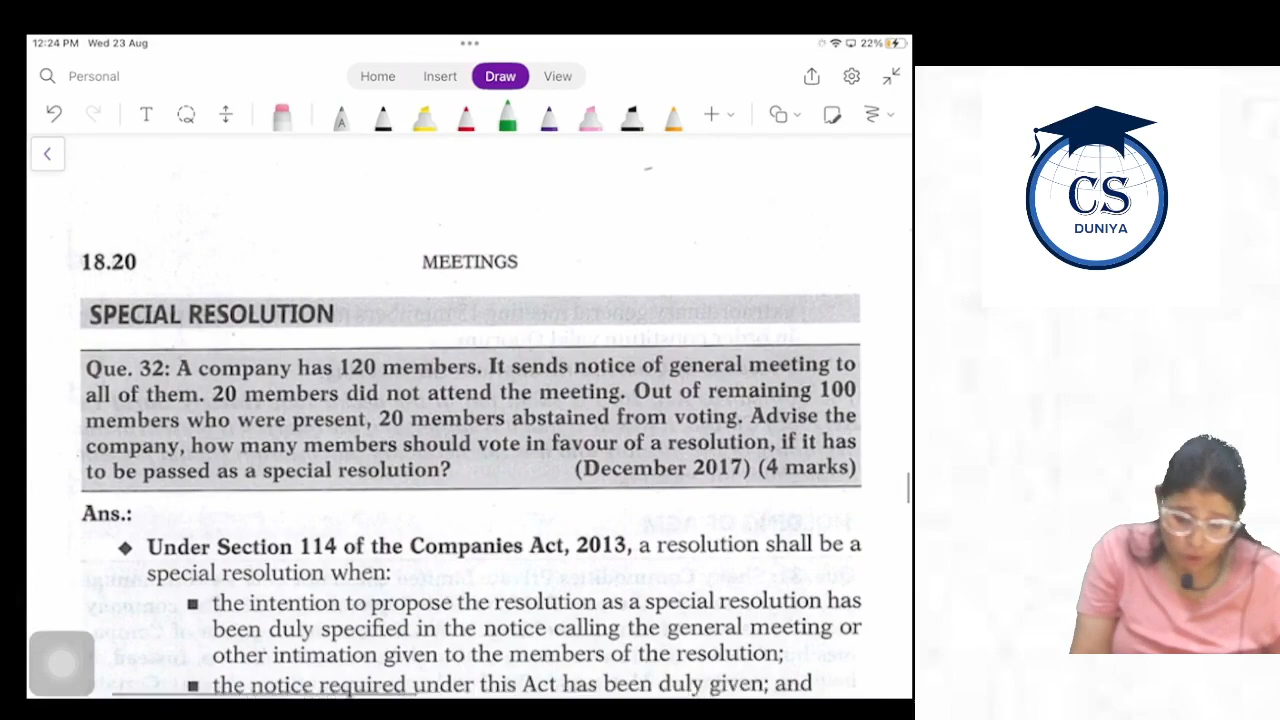 12:24 PM Wed 23 Aug
22%
Personal
Home Insert Draw View
T
A
18.20 MEETINGS
SPECIAL RESOLUTION
Que. 32: A company has 120 members. It sends notice of general meeting to
all of them. 20 members did not attend the meeting. Out of remaining 100
members who were present, 20 members abstained from voting. Advise the
company, how many members should vote in favour of a resolution, if it has
to be passed as a special resolution? (December 2017) (4 marks)
Ans.:
❖ Under Section 114 of the Companies Act, 2013, a resolution shall be a
special resolution when:
■ the intention to propose the resolution as a special resolution has
been duly specified in the notice calling the general meeting or
other intimation given to the members of the resolution;
■ the notice required under this Act has been duly given; and
CS
DUNIYA